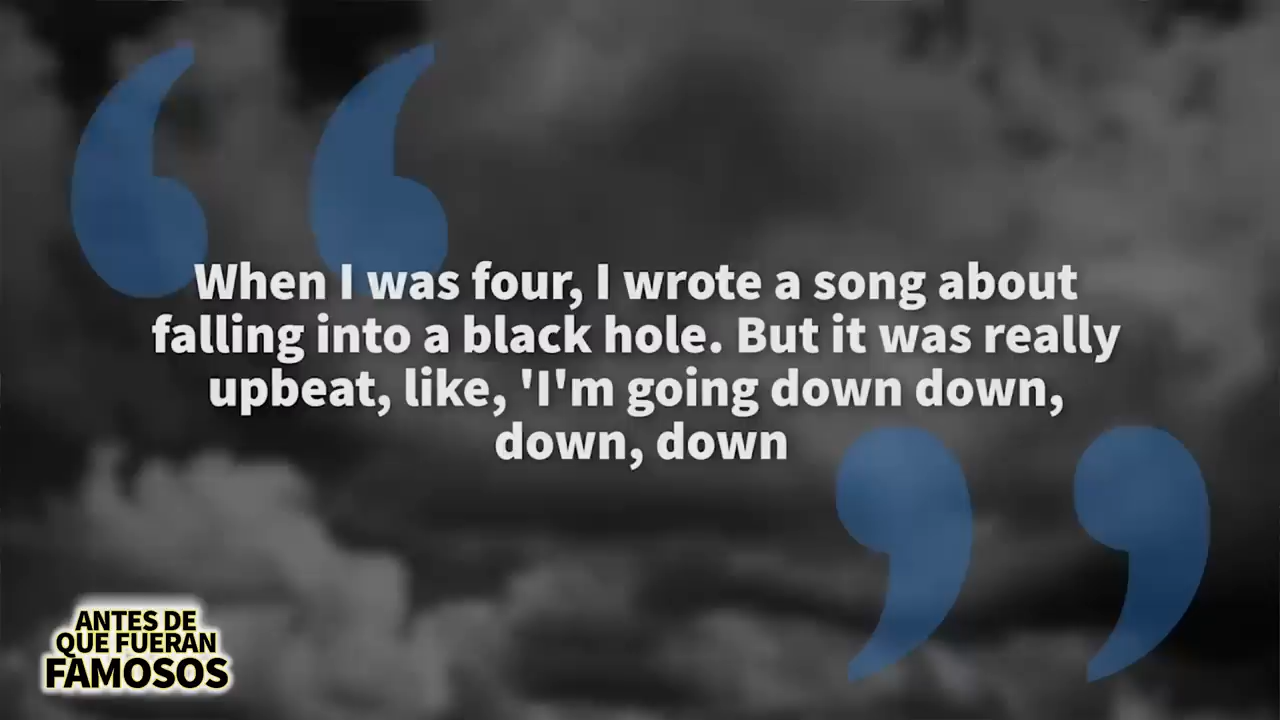 When I was four, I wrote a song about
falling into a black hole. But it was really
upbeat, like, 'I'm going down down,
down, down
ANTES DE
QUE FUERAN
FAMOSOS